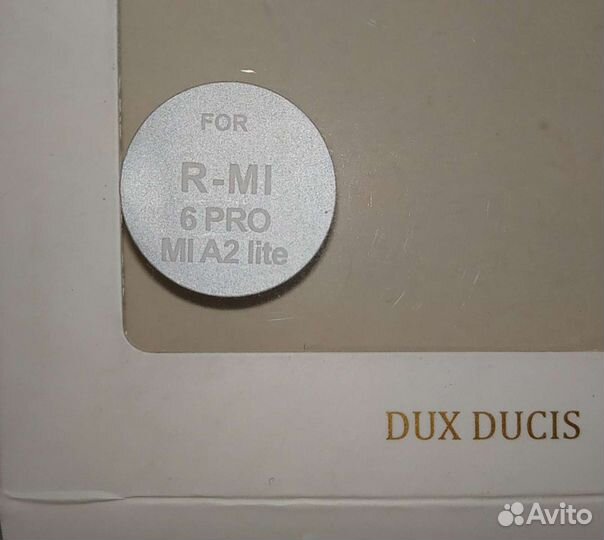 FOR
R-MI
6 PRO
MI A2 lite
DUX DUCIS
Avito